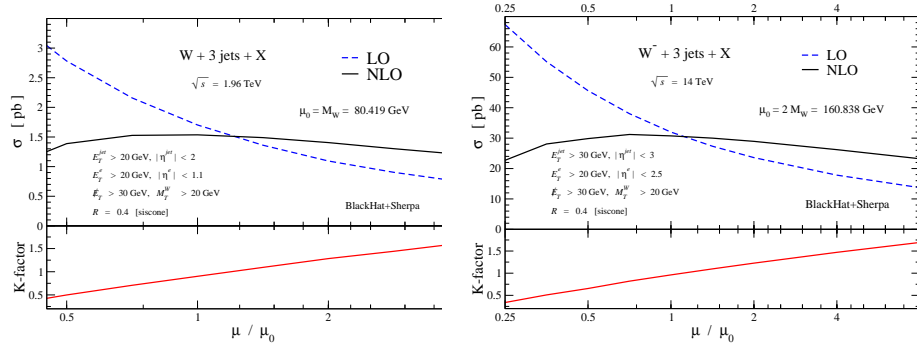 3
2.5
2
1.5
1
0.5
0
σ [ pb ]
W + 3 jets + X
√s = 1.96 TeV
LO
NLO
μ₀ = M_W = 80.419 GeV
E_T^jet > 20 GeV, | η^jet | < 2
E_T^e > 20 GeV, | η^e | < 1.1
E̸_T > 30 GeV, M_T^W > 20 GeV
R = 0.4 [siscone]
BlackHat+Sherpa
1.5
1
0.5
K-factor
0.5 1 2
μ / μ₀
0.25 0.5 1 2 4
60
50
40
30
20
10
0
σ [ pb ]
W⁻ + 3 jets + X
√s = 14 TeV
LO
NLO
μ₀ = 2 M_W = 160.838 GeV
E_T^jet > 30 GeV, | η^jet | < 3
E_T^e > 20 GeV, | η^e | < 2.5
E̸_T > 30 GeV, M_T^W > 20 GeV
R = 0.4 [siscone]
BlackHat+Sherpa
1.5
1
0.5
K-factor
0.25 0.5 1 2 4
μ / μ₀